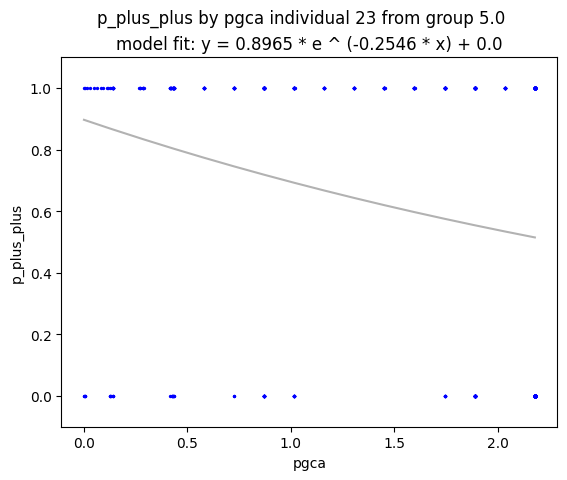 p_plus_plus by pgca individual 23 from group 5.0
model fit: y = 0.8965 * e ^ (-0.2546 * x) + 0.0
1.0
0.8
0.6
0.4
0.2
0.0
p_plus_plus
0.0 0.5 1.0 1.5 2.0
pgca